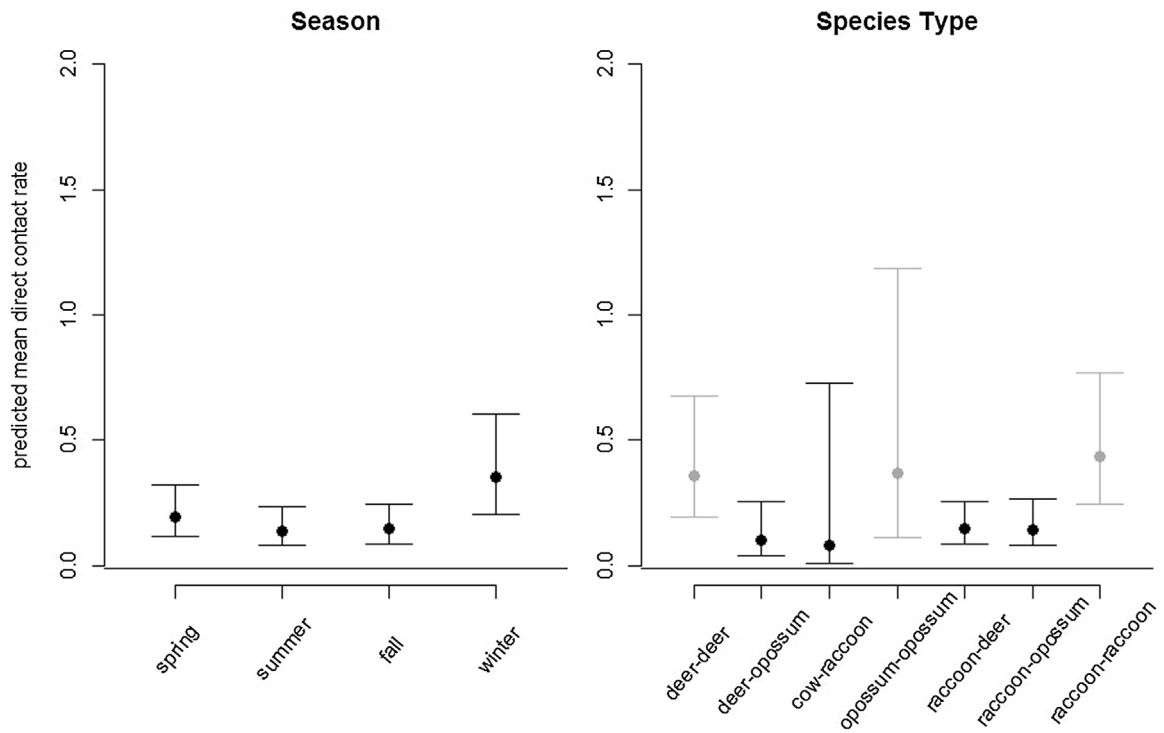 Season
predicted mean direct contact rate
2.0
1.5
1.0
0.5
0.0
spring
summer
fall
winter
Species Type
2.0
1.5
1.0
0.5
0.0
deer-deer
deer-opossum
cow-raccoon
opossum-opossum
raccoon-deer
raccoon-opossum
raccoon-raccoon